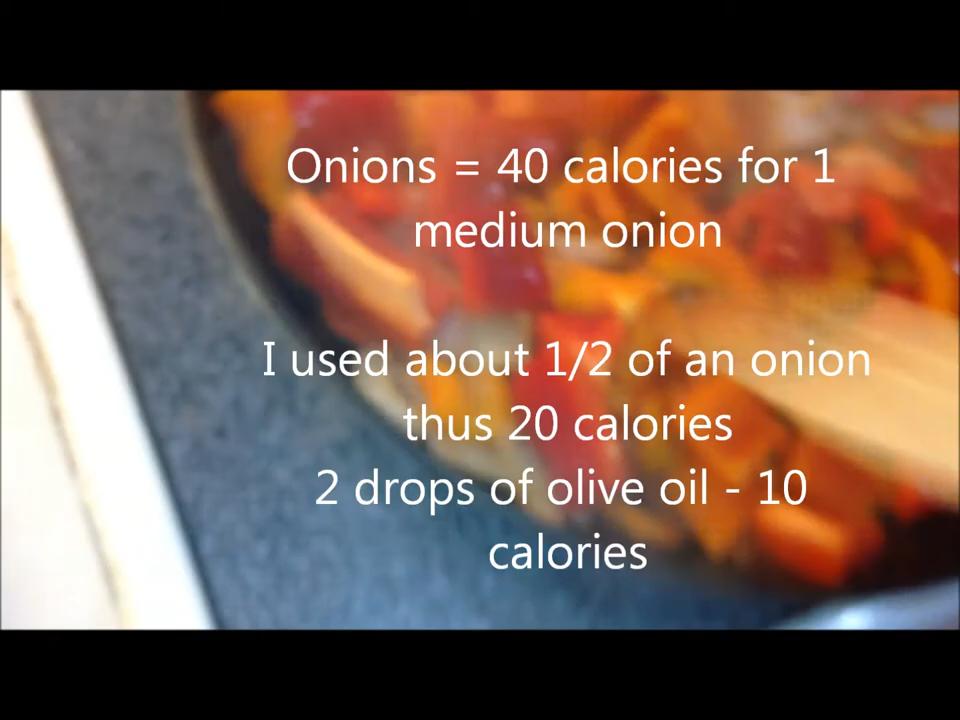 Onions = 40 calories for 1
medium onion
I used about 1/2 of an onion
thus 20 calories
2 drops of olive oil - 10
calories